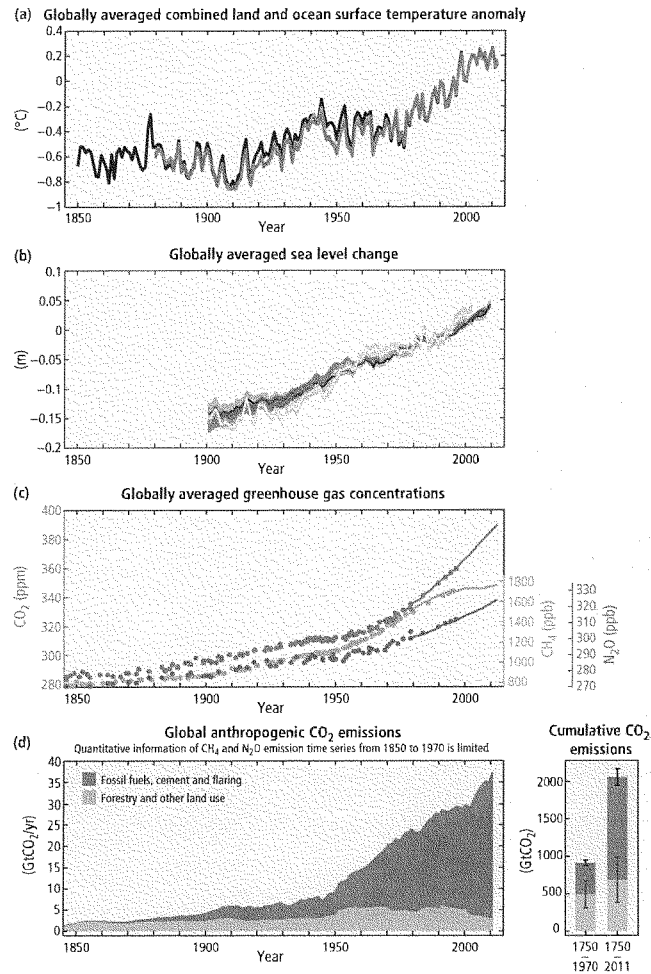 (a) Globally averaged combined land and ocean surface temperature anomaly
0.4
0.2
0
−0.2
−0.4
−0.6
−0.8
−1
(°C)
1850 1900 1950 2000
Year
(b) Globally averaged sea level change
0.1
0.05
0
−0.05
−0.1
−0.15
−0.2
(m)
1850 1900 1950 2000
Year
(c) Globally averaged greenhouse gas concentrations
400
380
360
340
320
300
280
CO₂ (ppm)
1800
1600
1400
1200
1000
800
CH₄ (ppb)
330
320
310
300
290
280
270
N₂O (ppb)
1850 1900 1950 2000
Year
(d) Global anthropogenic CO₂ emissions
Quantitative information of CH₄ and N₂O emission time series from 1850 to 1970 is limited
40
35
30
25
20
15
10
5
0
(GtCO₂/yr)
Fossil fuels, cement and flaring
Forestry and other land use
1850 1900 1950 2000
Year
Cumulative CO₂
emissions
2000
1500
1000
500
0
(GtCO₂)
1750 1750
– –
1970 2011